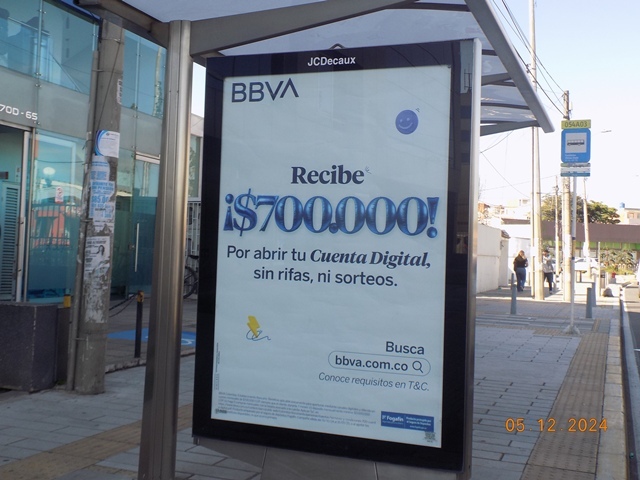 JCDecaux
BBVA
Recibe
¡$700.000!
Por abrir tu Cuenta Digital,
sin rifas, ni sorteos.
Busca
bbva.com.co
Conoce requisitos en T&C.
70D - 65
054A03
05 12 2024